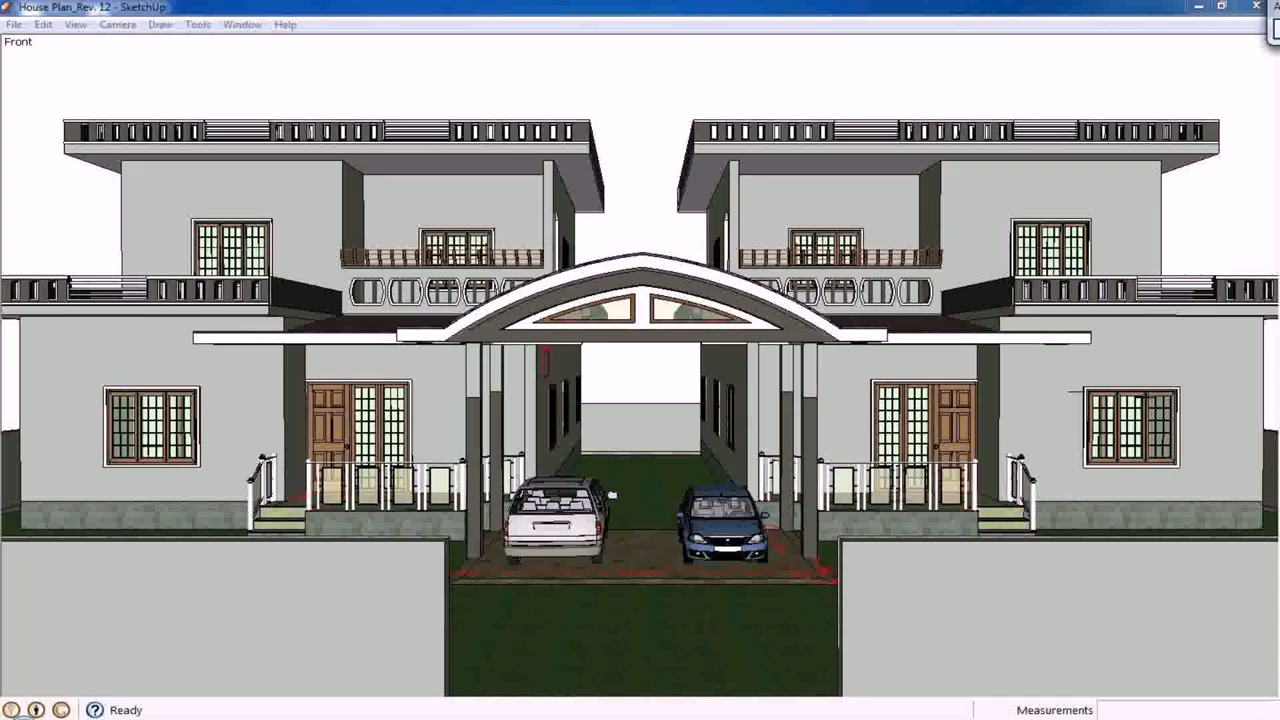 House Plan_Rev. 12 - SketchUp
File Edit View Camera Draw Tools Window Help
Front
Ready Measurements